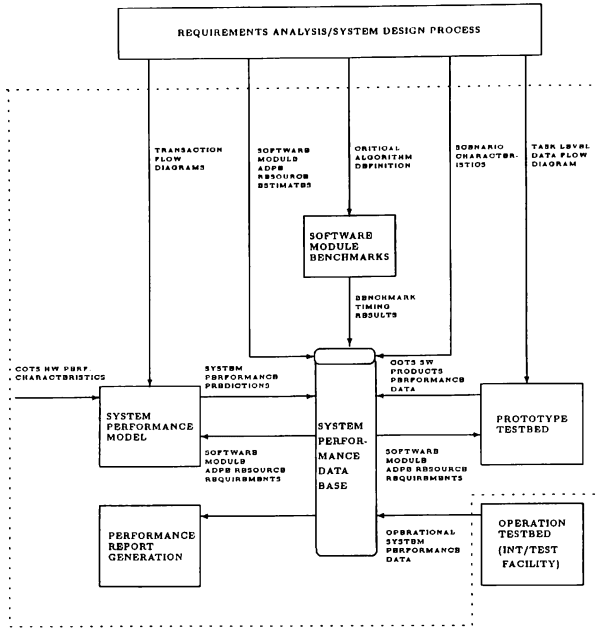 REQUIREMENTS ANALYSIS/SYSTEM DESIGN PROCESS
TRANSACTION
FLOW
DIAGRAMS
SOFTWARE
MODULE
ADPE
RESOURCE
ESTIMATES
CRITICAL
ALGORITHM
DEFINITION
SCENARIO
CHARACTER-
ISTICS
TASK LEVEL
DATA FLOW
DIAGRAM
SOFTWARE
MODULE
BENCHMARKS
BENCHMARK
TIMING
RESULTS
COTS HW PERF.
CHARACTERISTICS
SYSTEM
PERFORMANCE
PREDICTIONS
COTS SW
PRODUCTS
PERFORMANCE
DATA
SYSTEM
PERFORMANCE
MODEL
SYSTEM
PERFOR-
MANCE
DATA
BASE
PROTOTYPE
TESTBED
SOFTWARE
MODULE
ADPE RESOURCE
REQUIREMENTS
SOFTWARE
MODULE
ADPE RESOURCE
REQUIREMENTS
PERFORMANCE
REPORT
GENERATION
OPERATIONAL
SYSTEM
PERFORMANCE
DATA
OPERATION
TESTBED
(INT/TEST
FACILITY)